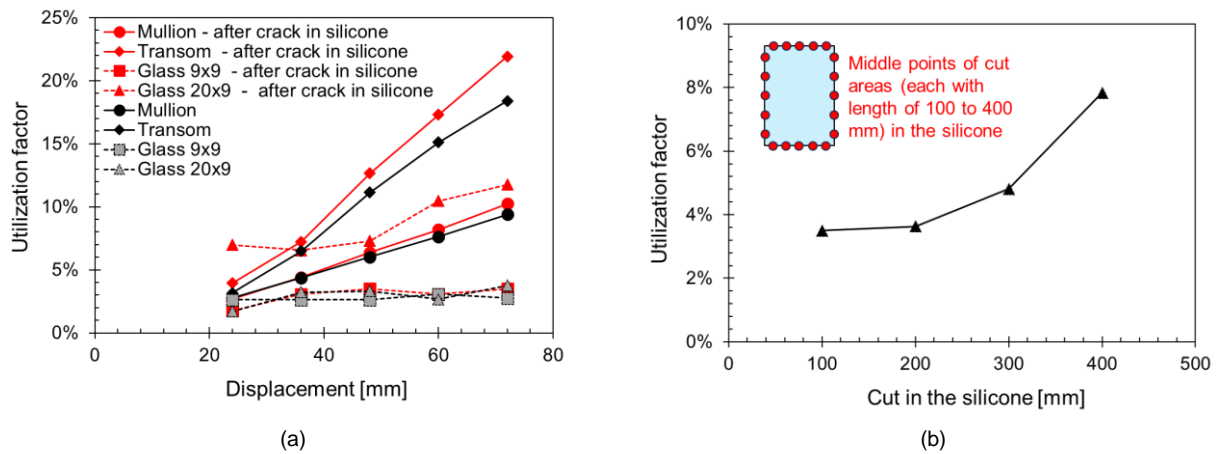 25%
20%
15%
10%
5%
0%
Utilization factor
Mullion - after crack in silicone
Transom - after crack in silicone
Glass 9x9 - after crack in silicone
Glass 20x9 - after crack in silicone
Mullion
Transom
Glass 9x9
Glass 20x9
0 20 40 60 80
Displacement [mm]
(a)
10%
8%
6%
4%
2%
0%
Utilization factor
Middle points of cut
areas (each with
length of 100 to 400
mm) in the silicone
0 100 200 300 400 500
Cut in the silicone [mm]
(b)